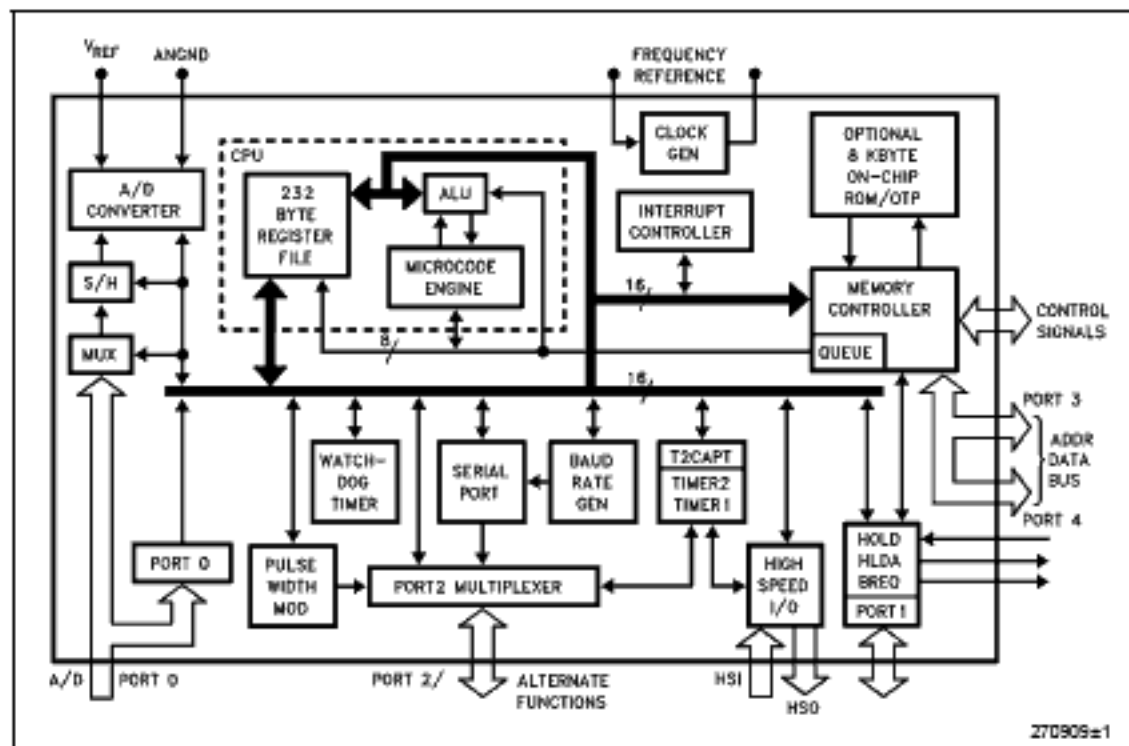 VREF
ANGND
FREQUENCY
REFERENCE
CPU
A/D
CONVERTER
232
BYTE
REGISTER
FILE
ALU
CLOCK
GEN
OPTIONAL
8 KBYTE
ON-CHIP
ROM/OTP
INTERRUPT
CONTROLLER
S/H
MICROCODE
ENGINE
16/
MEMORY
CONTROLLER
CONTROL
SIGNALS
MUX
8/
QUEUE
16/
PORT 3
ADDR
DATA
BUS
PORT 4
WATCH-
DOG
TIMER
SERIAL
PORT
BAUD
RATE
GEN
T2CAPT
TIMER2
TIMER1
PORT 0
PULSE
WIDTH
MOD
PORT2 MULTIPLEXER
HIGH
SPEED
I/O
HOLD
HLDA
BREQ
PORT1
A/D
PORT 0
PORT 2/
ALTERNATE
FUNCTIONS
HSI
HSO
270909±1